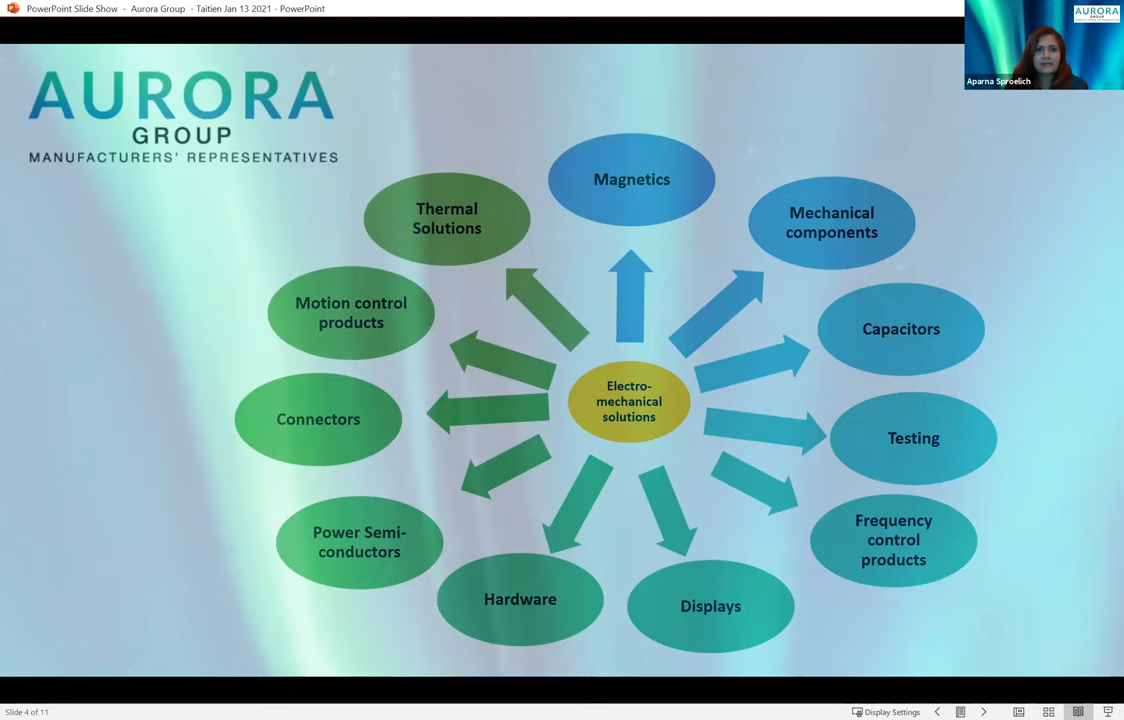 PowerPoint Slide Show - Aurora Group - Taitien Jan 13 2021 - PowerPoint
AURORA
GROUP
Aparna Sproelich
AURORA
GROUP
MANUFACTURERS' REPRESENTATIVES
Magnetics
Thermal
Solutions
Mechanical
components
Motion control
products
Capacitors
Electro-
mechanical
solutions
Connectors
Testing
Power Semi-
conductors
Frequency
control
products
Hardware
Displays
Slide 4 of 11
Display Settings